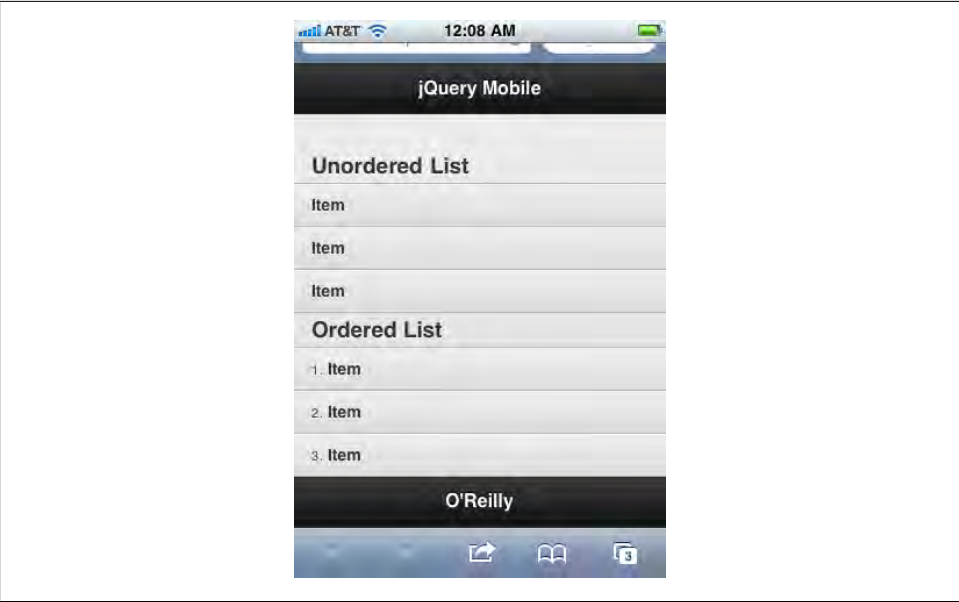 AT&T 12:08 AM
jQuery Mobile
Unordered List
Item
Item
Item
Ordered List
1. Item
2. Item
3. Item
O'Reilly
3